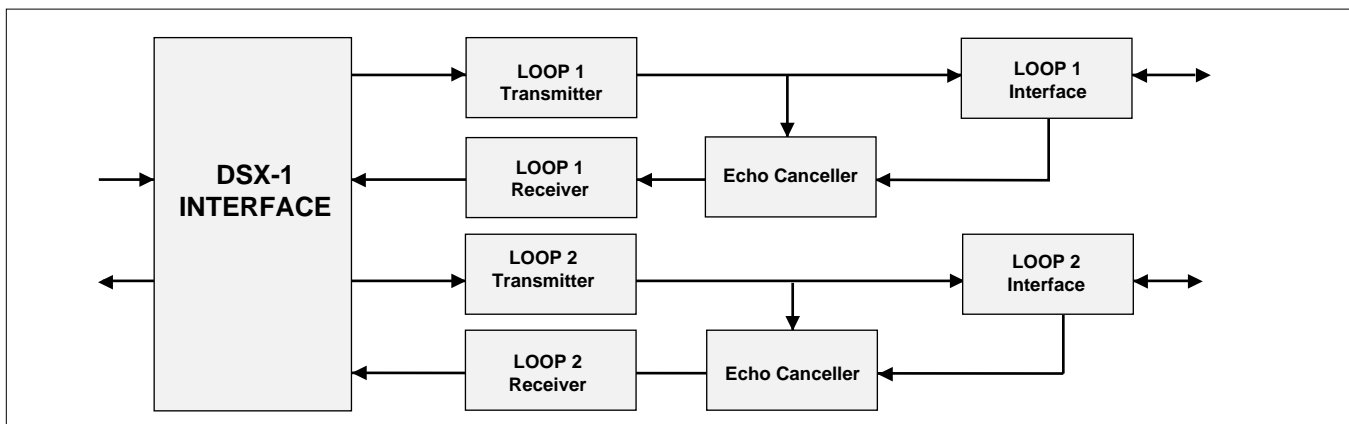 LOOP 1
Transmitter
LOOP 1
Interface
DSX-1
INTERFACE
LOOP 1
Receiver
Echo Canceller
LOOP 2
Transmitter
LOOP 2
Interface
LOOP 2
Receiver
Echo Canceller